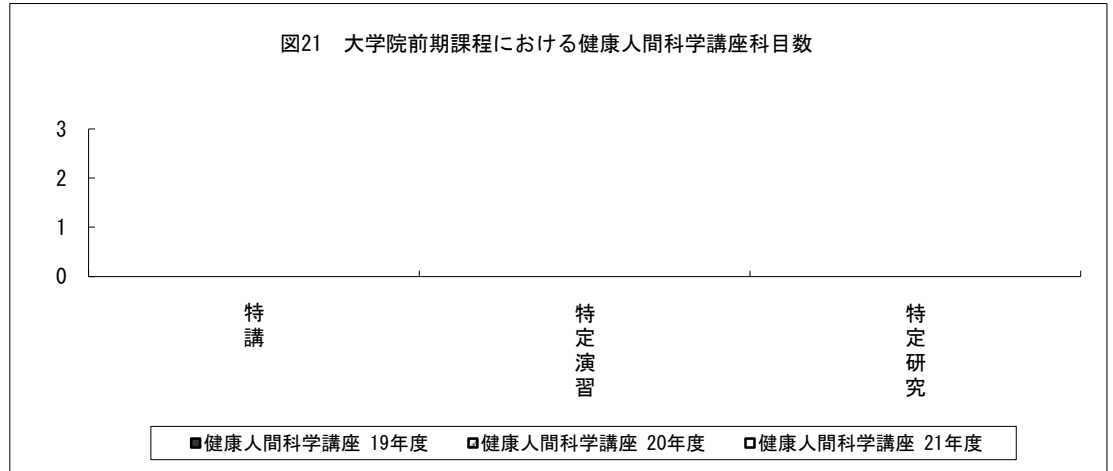 図21　大学院前期課程における健康人間科学講座科目数
3
2
1
0
特講
特定演習
特定研究
■健康人間科学講座 19年度 □健康人間科学講座 20年度 □健康人間科学講座 21年度